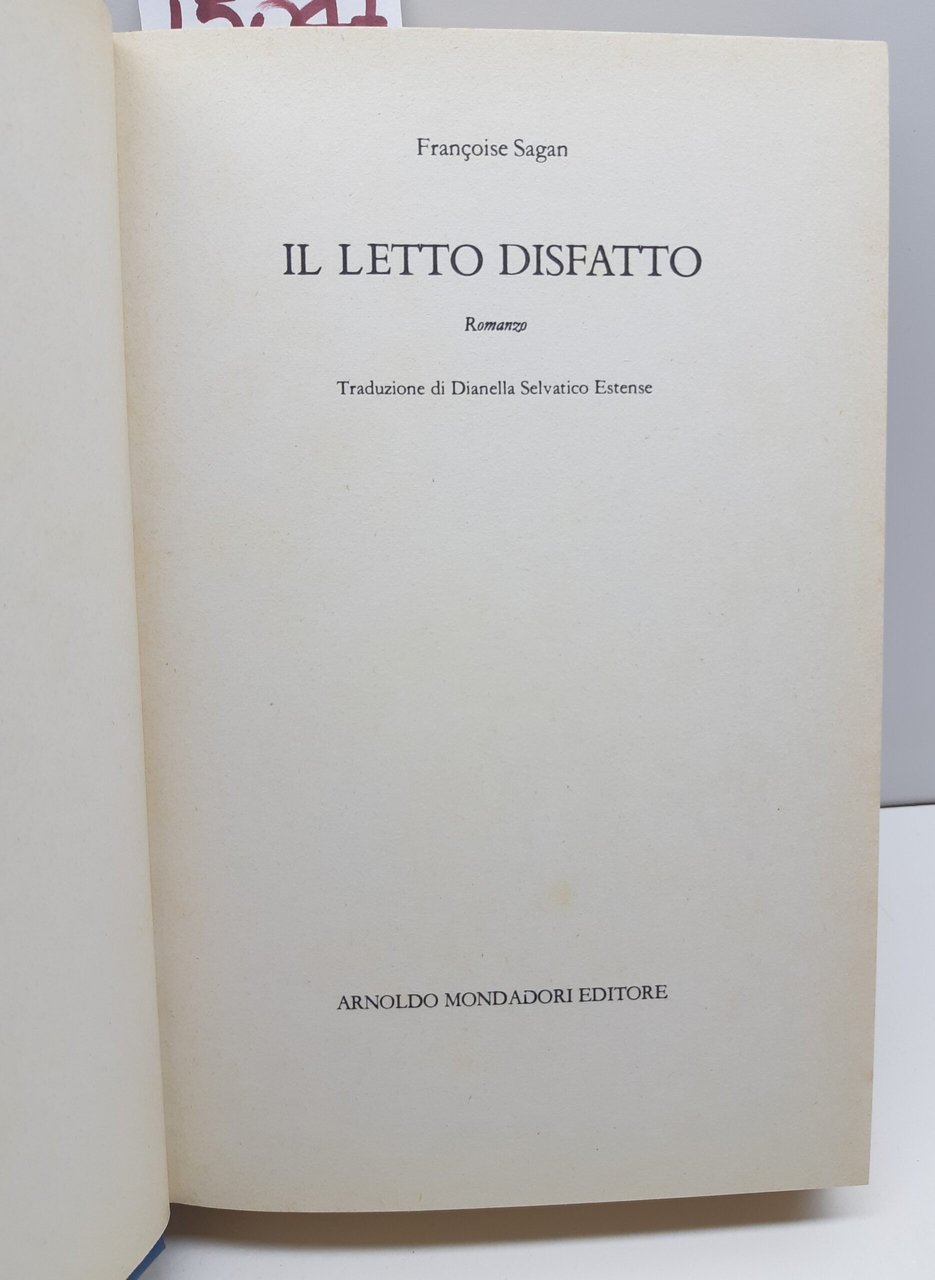 Françoise Sagan
IL LETTO DISFATTO
Romanzo
Traduzione di Dianella Selvatico Estense
ARNOLDO MONDADORI EDITORE